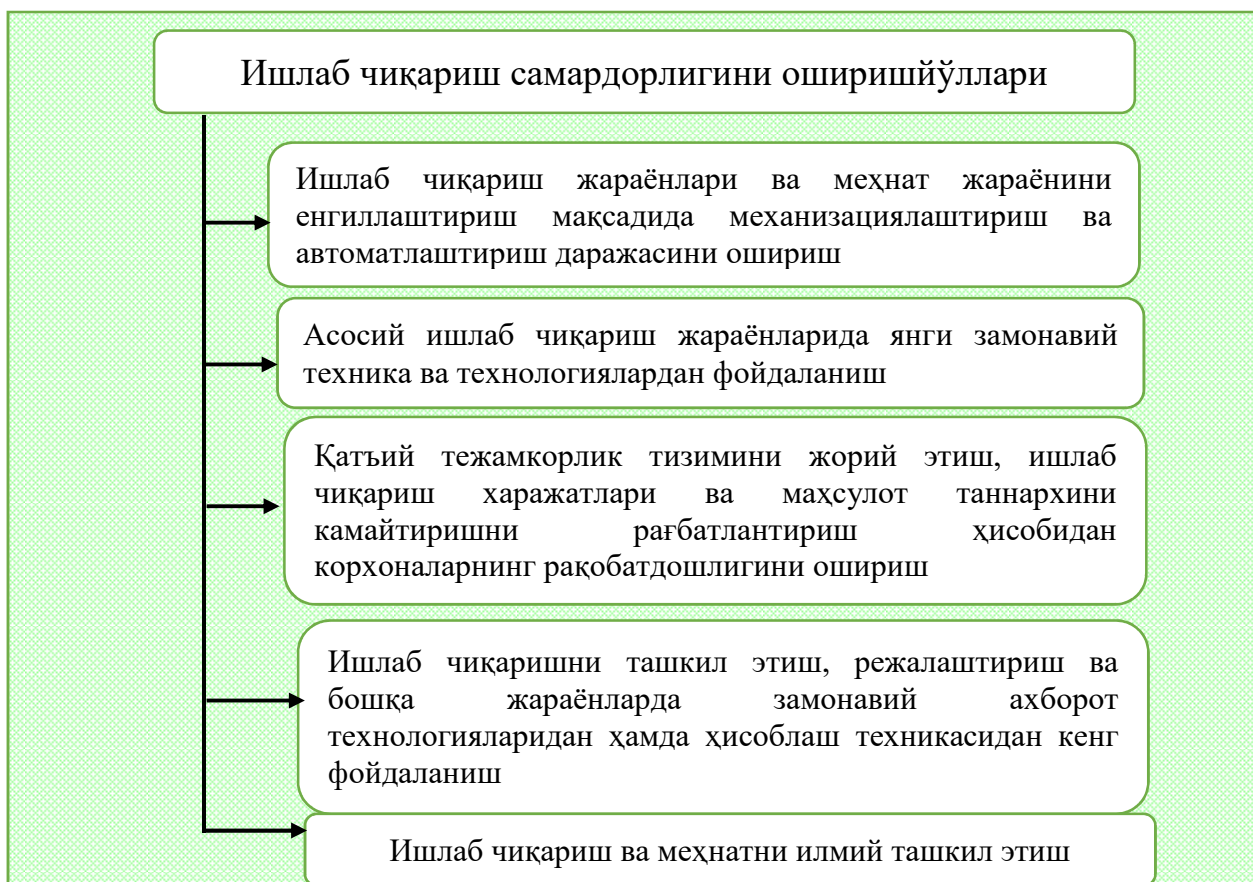 Ишлаб чиқариш самардорлигини оширишйўллари
Ишлаб чиқариш жараёнлари ва меҳнат жараёнини
енгиллаштириш мақсадида механизациялаштириш ва
автоматлаштириш даражасини ошириш
Асосий ишлаб чиқариш жараёнларида янги замонавий
техника ва технологиялардан фойдаланиш
Қатъий тежамкорлик тизимини жорий этиш, ишлаб
чиқариш харажатлари ва маҳсулот таннархини
камайтиришни рағбатлантириш ҳисобидан
корхоналарнинг рақобатдошлигини ошириш
Ишлаб чиқаришни ташкил этиш, режалаштириш ва
бошқа жараёнларда замонавий ахборот
технологияларидан ҳамда ҳисоблаш техникасидан кенг
фойдаланиш
Ишлаб чиқариш ва меҳнатни илмий ташкил этиш